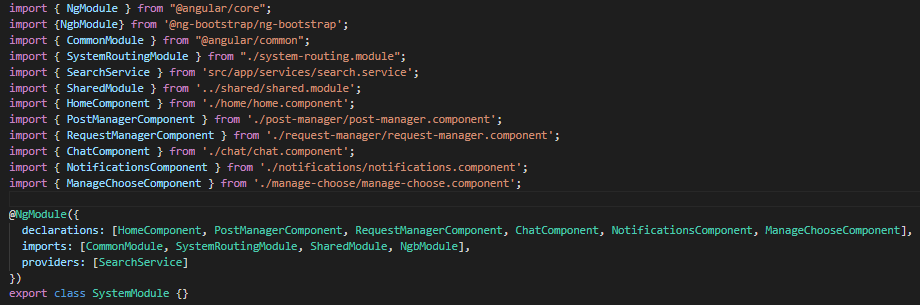 import { NgModule } from "@angular/core";
import {NgbModule} from '@ng-bootstrap/ng-bootstrap';
import { CommonModule } from "@angular/common";
import { SystemRoutingModule } from "./system-routing.module";
import { SearchService } from 'src/app/services/search.service';
import { SharedModule } from '../shared/shared.module';
import { HomeComponent } from './home/home.component';
import { PostManagerComponent } from './post-manager/post-manager.component';
import { RequestManagerComponent } from './request-manager/request-manager.component';
import { ChatComponent } from './chat/chat.component';
import { NotificationsComponent } from './notifications/notifications.component';
import { ManageChooseComponent } from './manage-choose/manage-choose.component';
@NgModule({
  declarations: [HomeComponent, PostManagerComponent, RequestManagerComponent, ChatComponent, NotificationsComponent, ManageChooseComponent],
  imports: [CommonModule, SystemRoutingModule, SharedModule, NgbModule],
  providers: [SearchService]
})
export class SystemModule {}